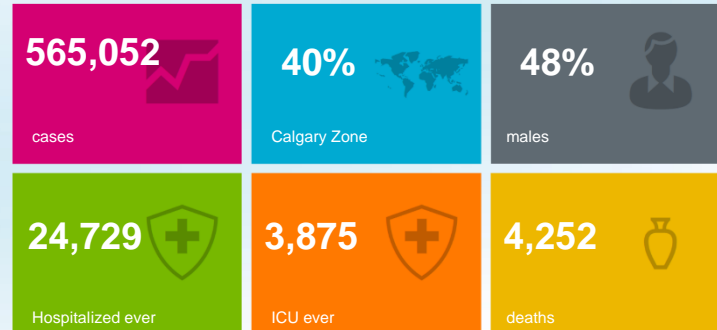 565,052
cases
40%
Calgary Zone
48%
males
24,729
Hospitalized ever
3,875
ICU ever
4,252
deaths